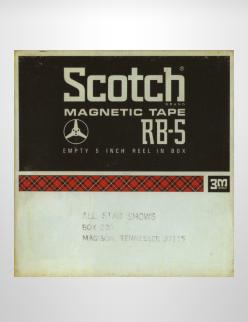 Scotch
BRAND
MAGNETIC TAPE
RB-5
EMPTY 5 INCH REEL IN BOX
3M
ALL STAR SHOWS
BOX
MADISON, TENNESSEE 37115